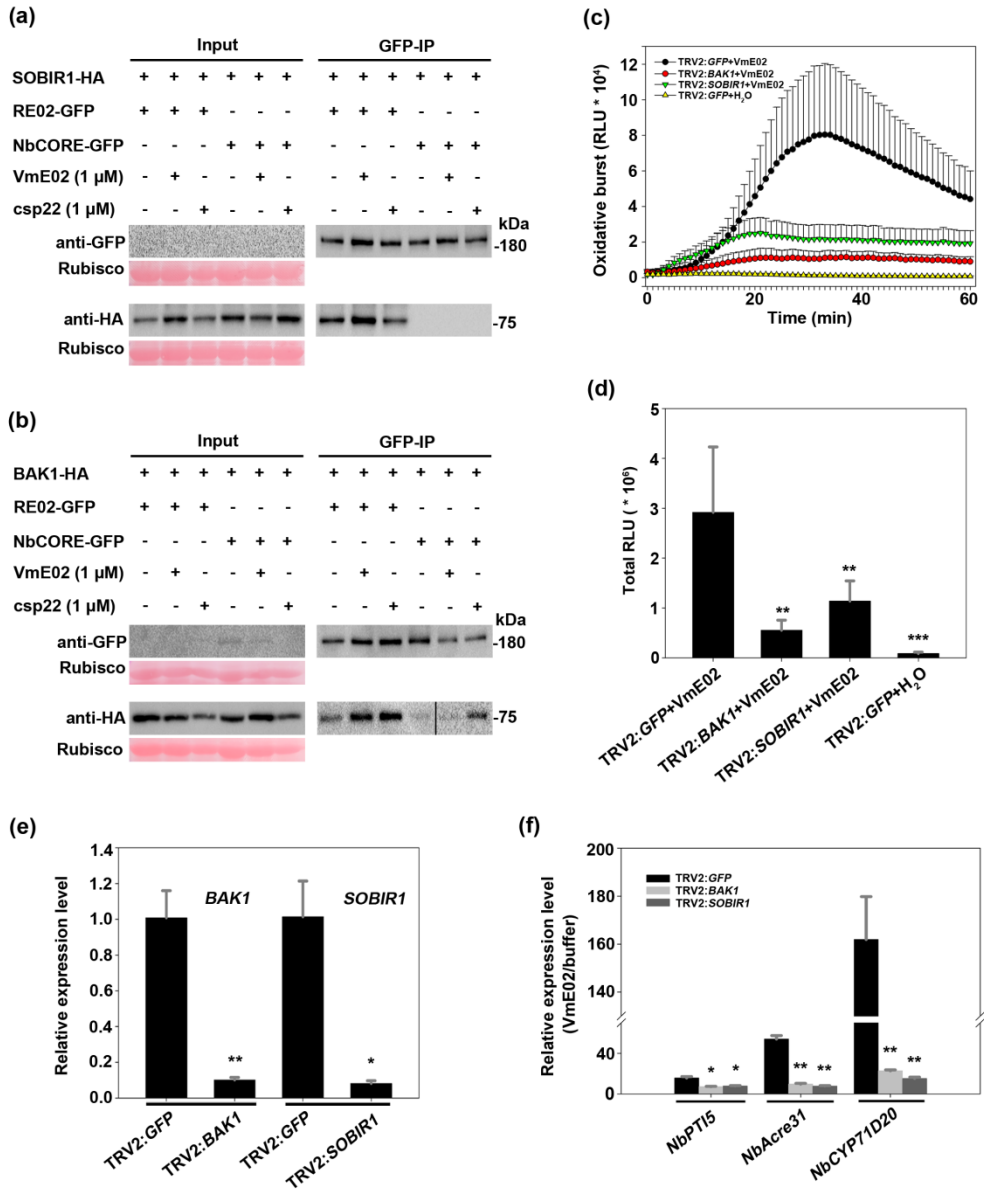 (a)
Input GFP-IP
SOBIR1-HA + + + + + + + + + + + +
RE02-GFP + + + - - - + + + - - -
NbCORE-GFP - - - + + + - - - + + +
VmE02 (1 µM) - + - - + - - + - - + -
csp22 (1 µM) - - + - - + - - + - - +
kDa
anti-GFP -180
Rubisco
anti-HA -75
Rubisco
(b)
Input GFP-IP
BAK1-HA + + + + + + + + + + + +
RE02-GFP + + + - - - + + + - - -
NbCORE-GFP - - - + + + - - - + + +
VmE02 (1 µM) - + - - + - - + - - + -
csp22 (1 µM) - - + - - + - - + - - +
kDa
anti-GFP -180
Rubisco
anti-HA -75
Rubisco
(c)
TRV2:GFP+VmE02
TRV2:BAK1+VmE02
TRV2:SOBIR1+VmE02
TRV2:GFP+H₂O
Oxidative burst (RLU * 10⁴)
12
10
8
6
4
2
0
0 20 40 60
Time (min)
(d)
Total RLU ( * 10⁶)
5
4
3
2
1
0
** ** ***
TRV2:GFP+VmE02
TRV2:BAK1+VmE02
TRV2:SOBIR1+VmE02
TRV2:GFP+H₂O
(e)
Relative expression level
1.4
1.2
1.0
0.8
0.6
0.4
0.2
0.0
BAK1 SOBIR1
** *
TRV2:GFP
TRV2:BAK1
TRV2:GFP
TRV2:SOBIR1
(f)
Relative expression level
(VmE02/buffer)
200
180
160
140
40
20
0
TRV2:GFP
TRV2:BAK1
TRV2:SOBIR1
* * ** ** ** **
NbPTI5
NbAcre31
NbCYP71D20